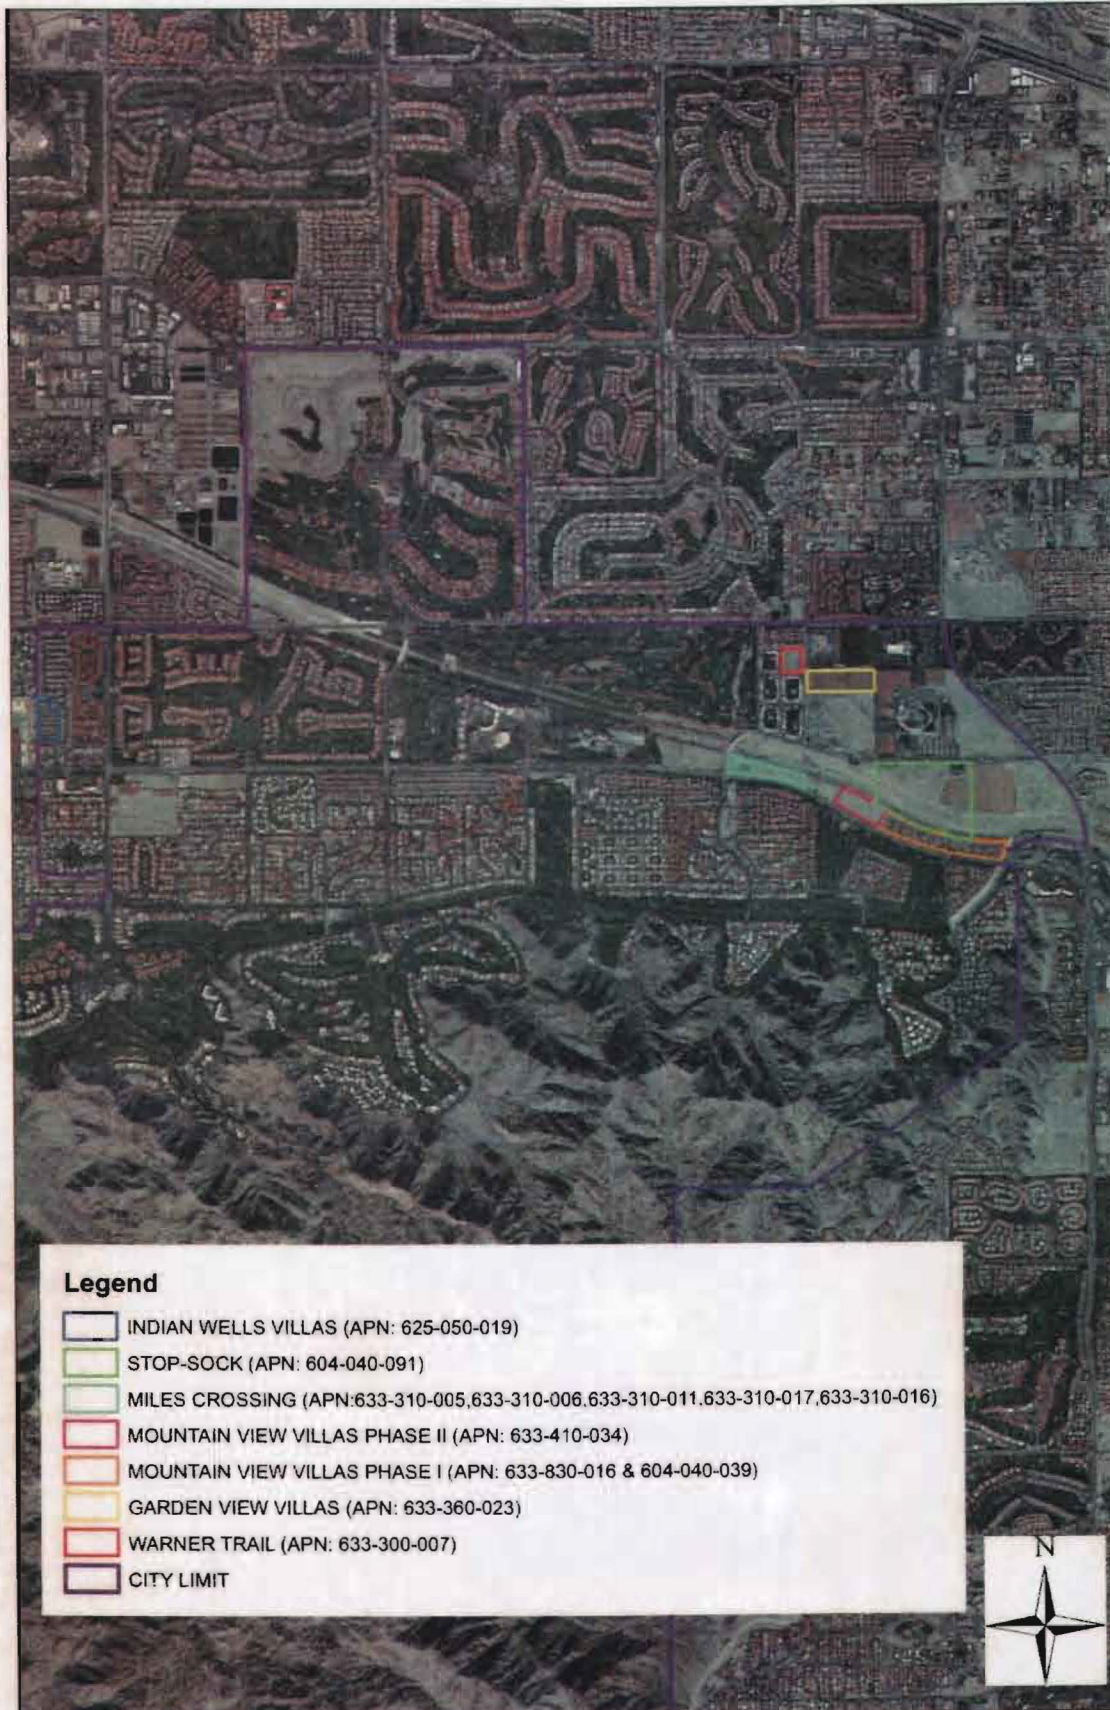 Legend
INDIAN WELLS VILLAS (APN: 625-050-019)
STOP-SOCK (APN: 604-040-091)
MILES CROSSING (APN:633-310-005,633-310-006.633-310-011.633-310-017,633-310-016)
MOUNTAIN VIEW VILLAS PHASE II (APN: 633-410-034)
MOUNTAIN VIEW VILLAS PHASE I (APN: 633-830-016 & 604-040-039)
GARDEN VIEW VILLAS (APN: 633-360-023)
WARNER TRAIL (APN: 633-300-007)
CITY LIMIT
N